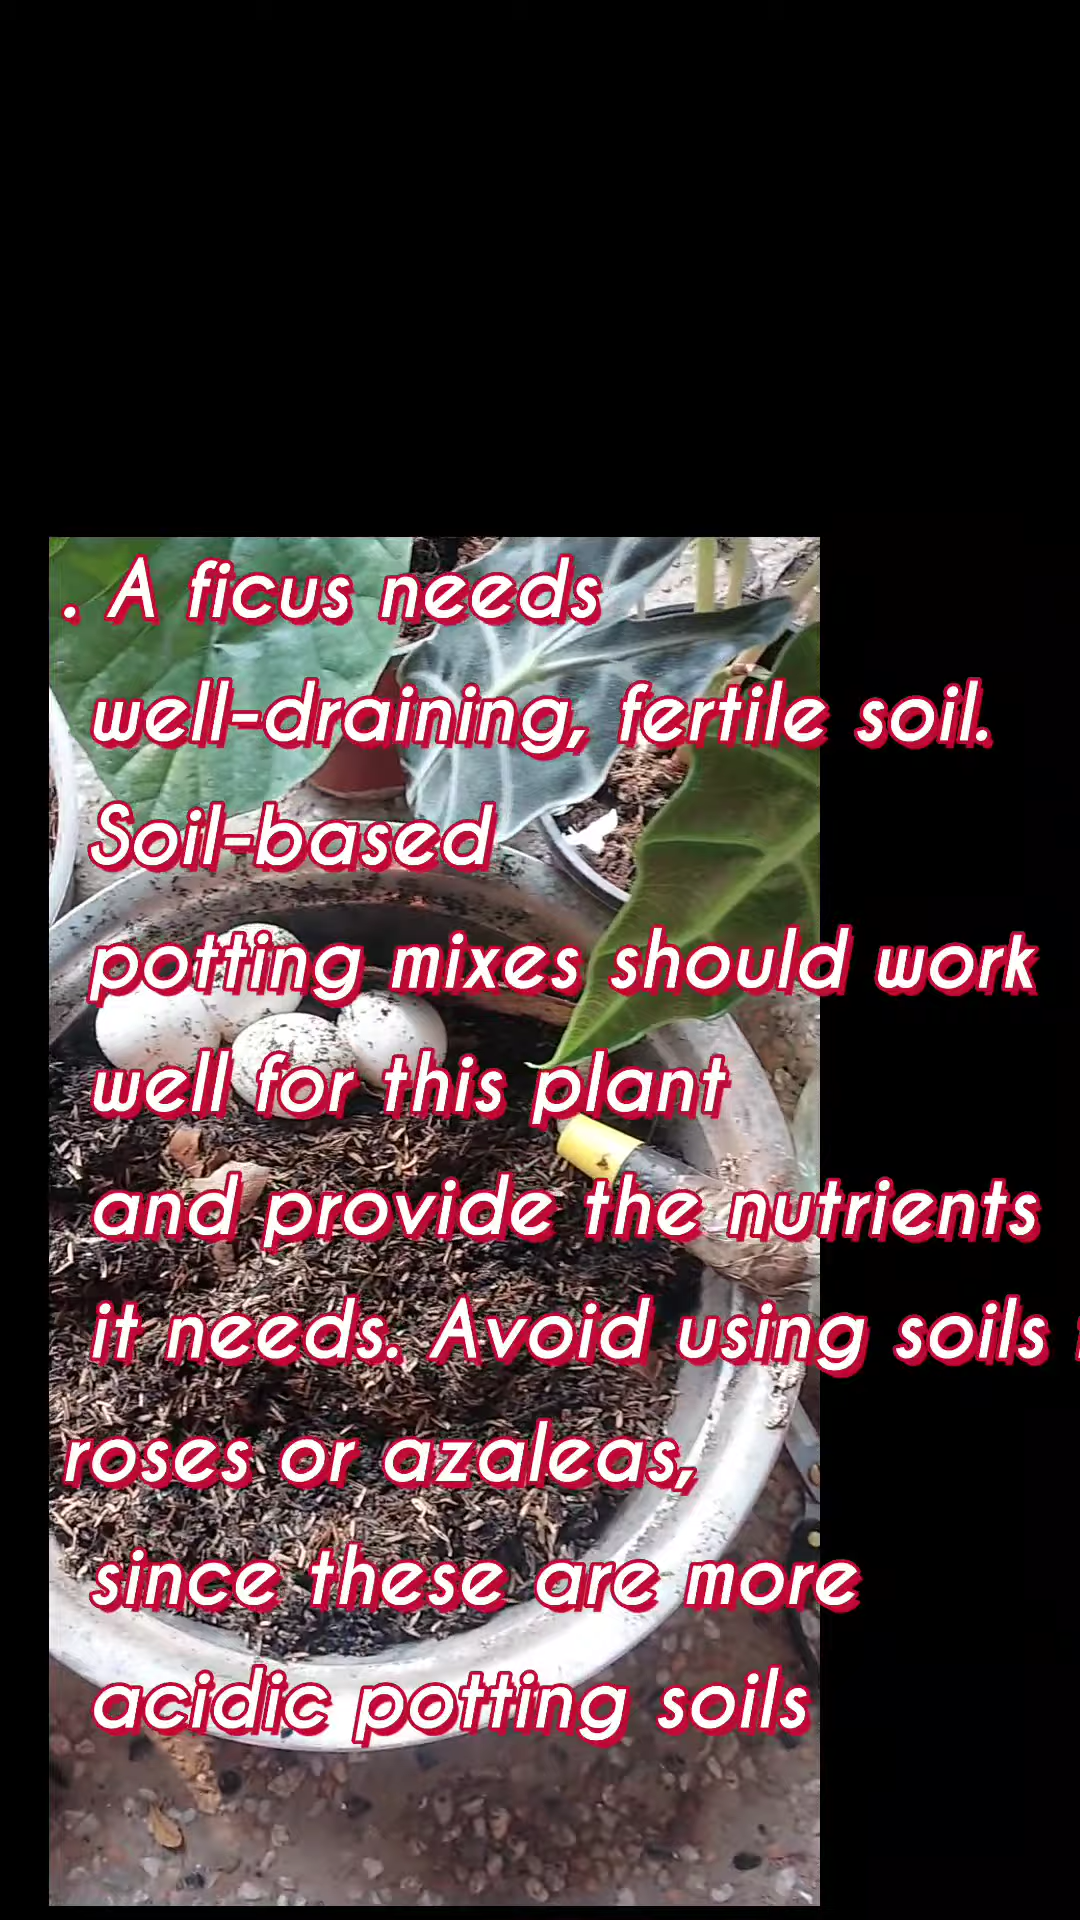 . A ficus needs
well-draining, fertile soil.
Soil-based
potting mixes should work
well for this plant
and provide the nutrients
it needs. Avoid using soils
roses or azaleas,
since these are more
acidic potting soils